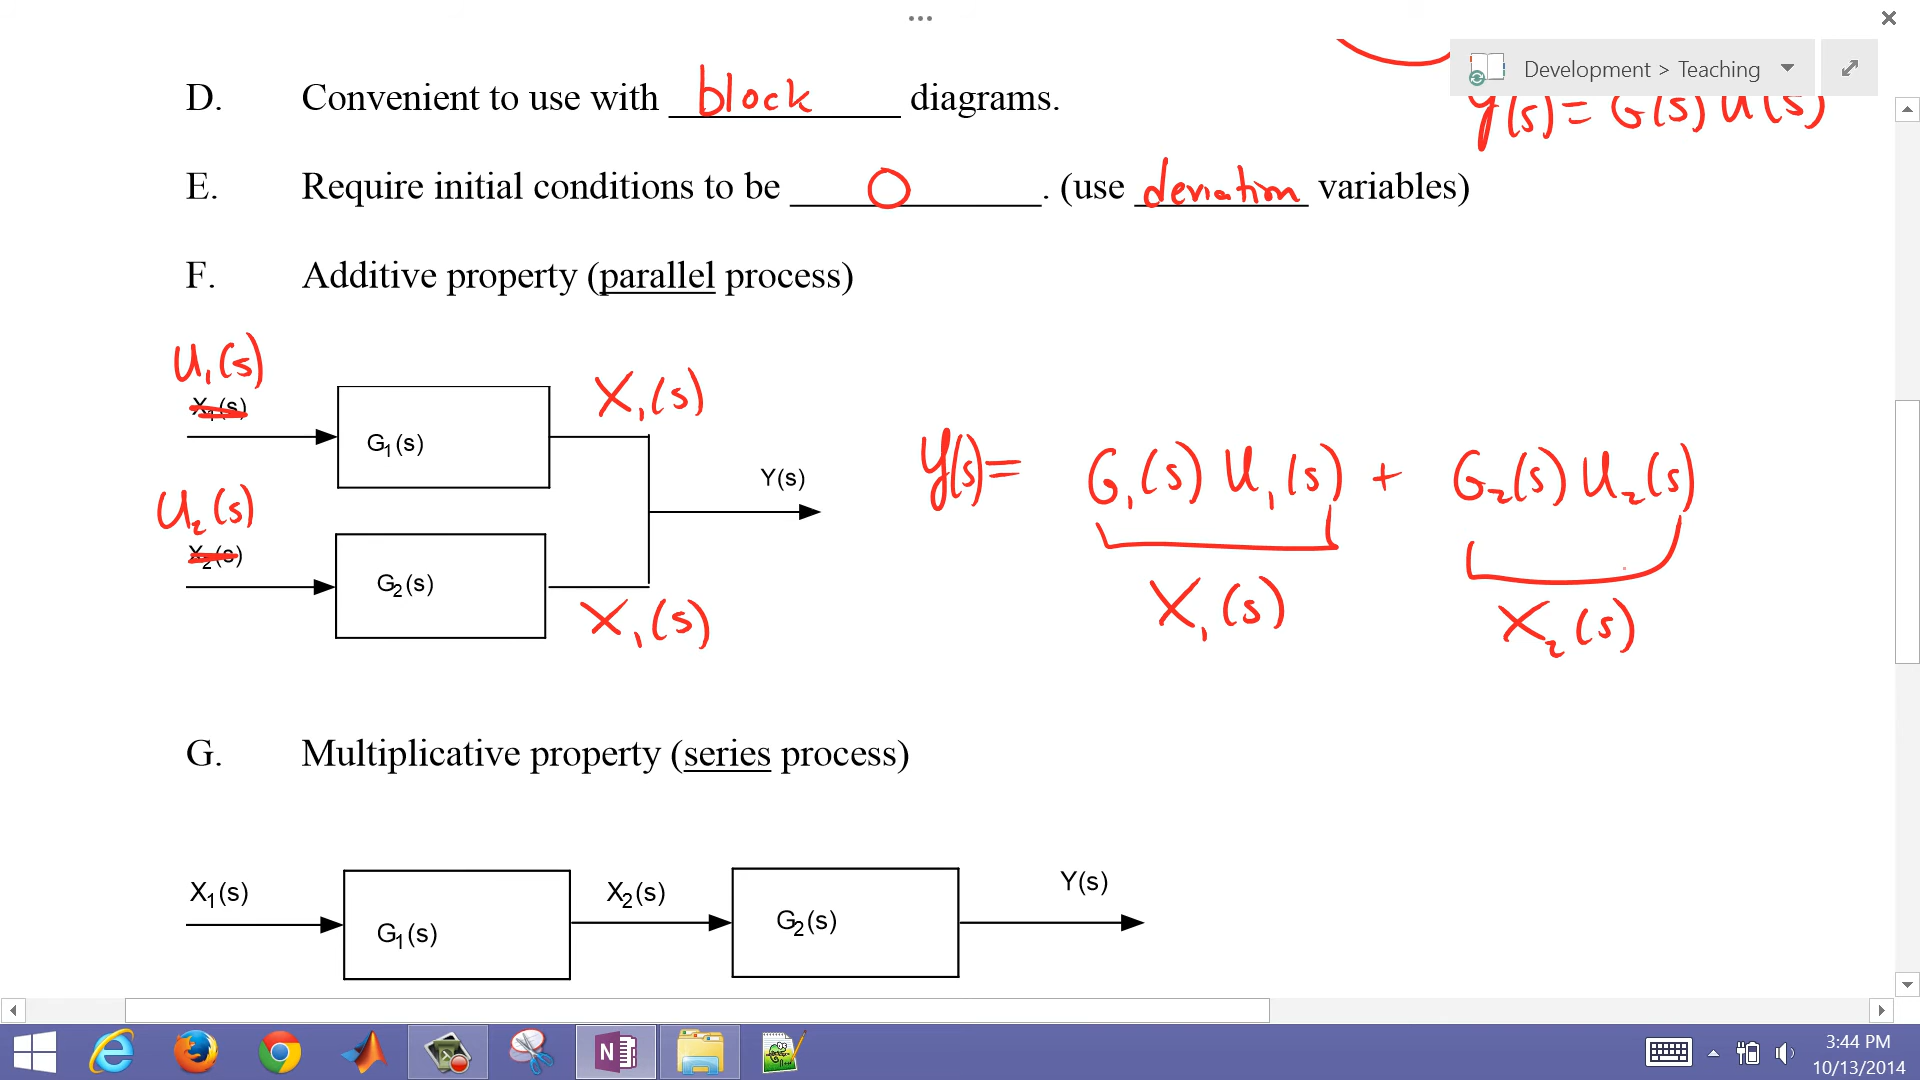 Development > Teaching
D. Convenient to use with block diagrams.
Y(s) = G(s) U(s)
E. Require initial conditions to be 0. (use deviation variables)
F. Additive property (parallel process)
U₁(s)
X₁(s)
X₁(s)
G₁(s)
Y(s)
Y(s) = G₁(s) U₁(s) + G₂(s) U₂(s)
U₂(s)
X₂(s)
G₂(s)
X₁(s)
X₁(s)
X₂(s)
G. Multiplicative property (series process)
X₁(s)
G₁(s)
X₂(s)
G₂(s)
Y(s)
N
3:44 PM
10/13/2014